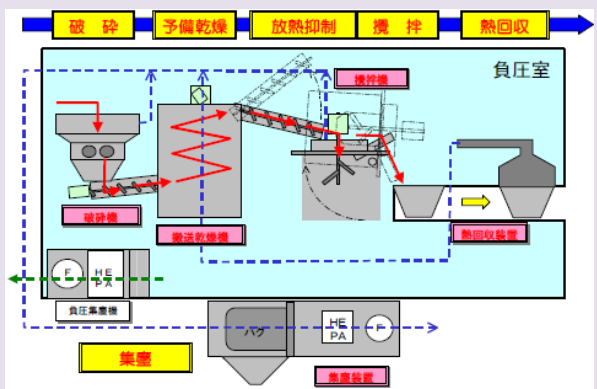 破 砕
予備乾燥
放熱抑制
攪 拌
熱回収
負圧室
攪拌機
破砕機
搬送乾燥機
熱回収装置
F
HE
PA
負圧集塵機
バグ
HE
PA
F
集塵
集塵装置